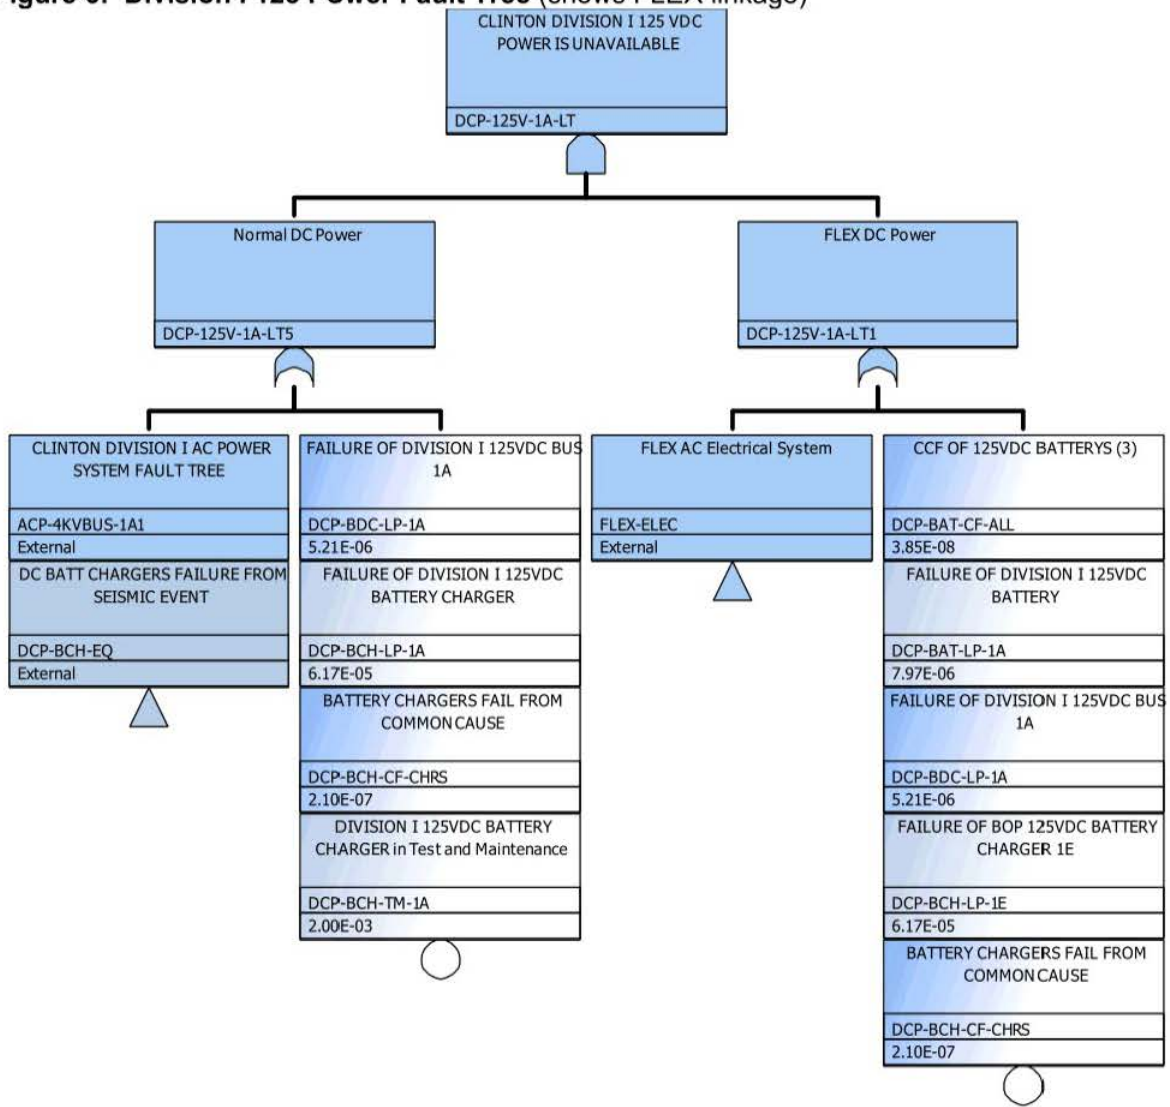 CLINTON DIVISION I 125 VDC
POWER IS UNAVAILABLE
DCP-125V-1A-LT
Normal DC Power
DCP-125V-1A-LT5
FLEX DC Power
DCP-125V-1A-LT1
CLINTON DIVISION I AC POWER
SYSTEM FAULT TREE
ACP-4KVBUS-1A1
External
DC BATT CHARGERS FAILURE FROM
SEISMIC EVENT
DCP-BCH-EQ
External
FAILURE OF DIVISION I 125VDC BUS
1A
DCP-BDC-LP-1A
5.21E-06
FAILURE OF DIVISION I 125VDC
BATTERY CHARGER
DCP-BCH-LP-1A
6.17E-05
BATTERY CHARGERS FAIL FROM
COMMON CAUSE
DCP-BCH-CF-CHRS
2.10E-07
DIVISION I 125VDC BATTERY
CHARGER in Test and Maintenance
DCP-BCH-TM-1A
2.00E-03
FLEX AC Electrical System
FLEX-ELEC
External
CCF OF 125VDC BATTERYS (3)
DCP-BAT-CF-ALL
3.85E-08
FAILURE OF DIVISION I 125VDC
BATTERY
DCP-BAT-LP-1A
7.97E-06
FAILURE OF DIVISION I 125VDC BUS
1A
DCP-BDC-LP-1A
5.21E-06
FAILURE OF BOP 125VDC BATTERY
CHARGER 1E
DCP-BCH-LP-1E
6.17E-05
BATTERY CHARGERS FAIL FROM
COMMON CAUSE
DCP-BCH-CF-CHRS
2.10E-07